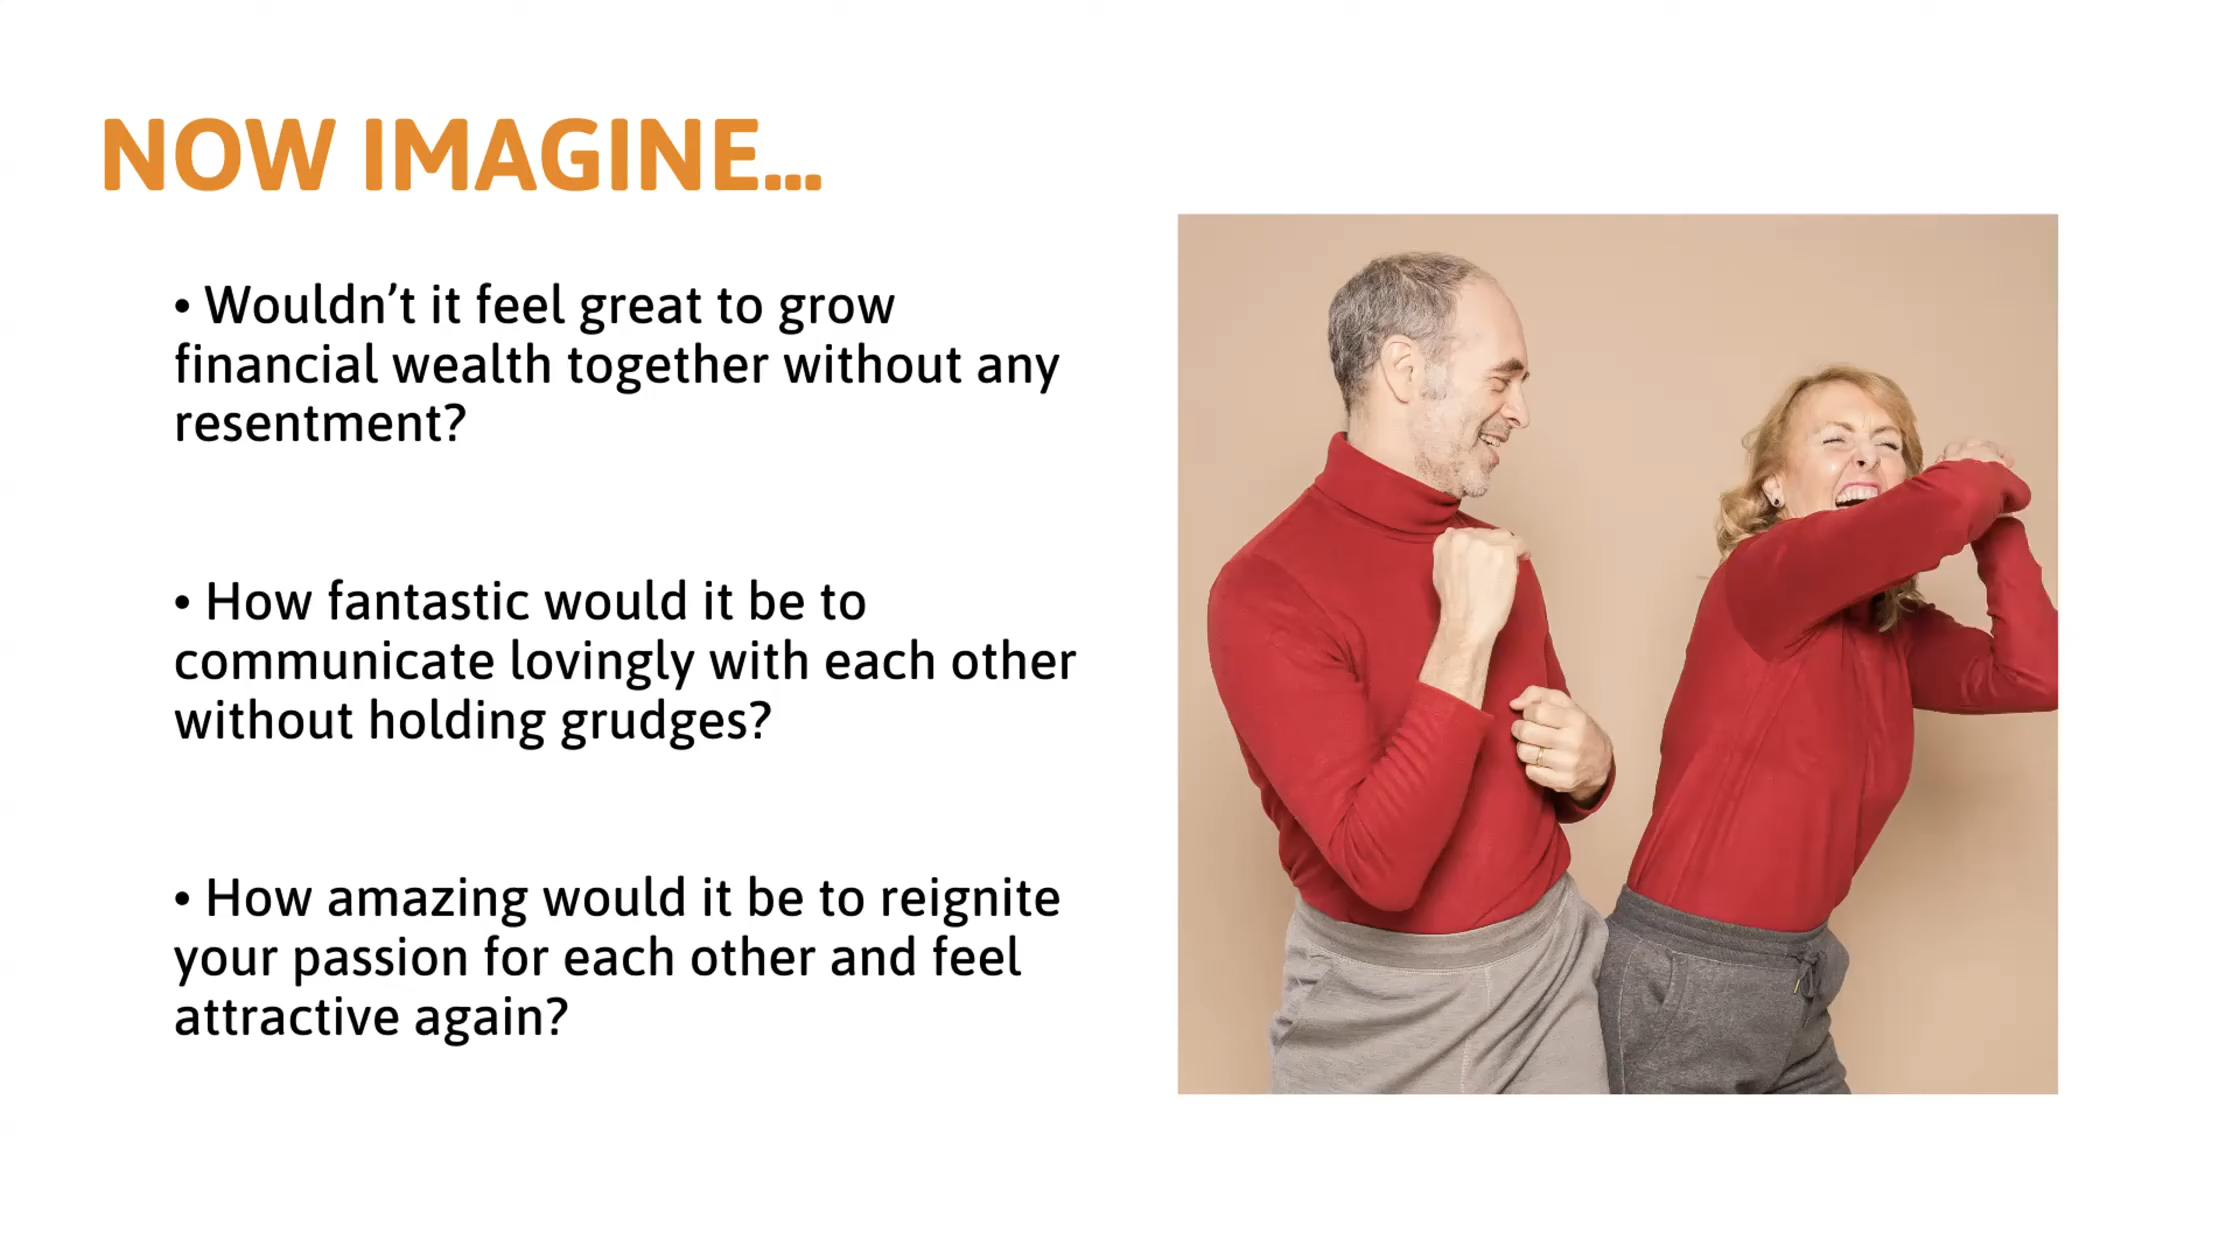 NOW IMAGINE...
• Wouldn’t it feel great to grow
financial wealth together without any
resentment?
• How fantastic would it be to
communicate lovingly with each other
without holding grudges?
• How amazing would it be to reignite
your passion for each other and feel
attractive again?